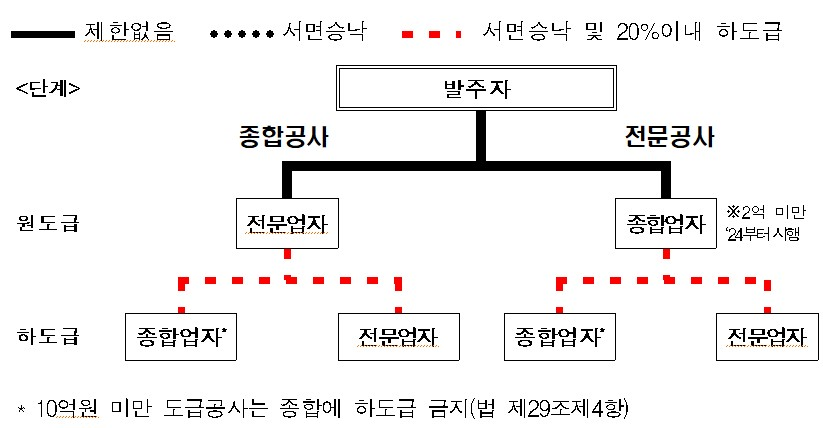 제한없음 서면승낙 서면승낙 및 20%이내 하도급
<단계> 발주자
종합공사 전문공사
원도급 전문업자 종합업자 ※2억 미만
‘24부터시행
하도급 종합업자* 전문업자 종합업자* 전문업자
* 10억원 미만 도급공사는 종합에 하도급 금지(법 제29조제4항)